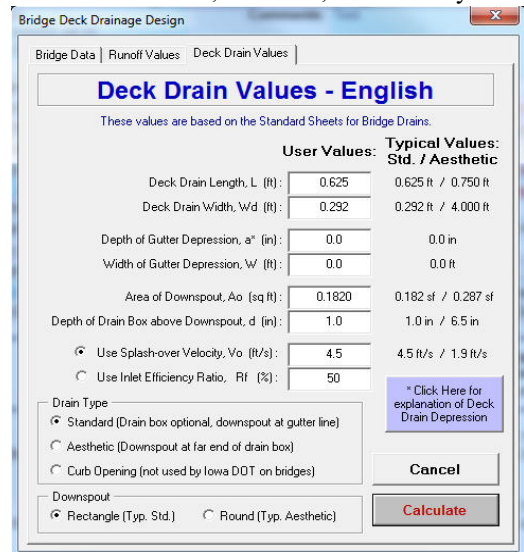 Bridge Deck Drainage Design
Bridge Data | Runoff Values | Deck Drain Values
Deck Drain Values - English
These values are based on the Standard Sheets for Bridge Drains.
User Values: Typical Values:
Std. / Aesthetic
Deck Drain Length, L (ft) : 0.625 0.625 ft / 0.750 ft
Deck Drain Width, Wd (ft) : 0.292 0.292 ft / 4.000 ft
Depth of Gutter Depression, a* (in) : 0.0 0.0 in
Width of Gutter Depression, W (ft) : 0.0 0.0 ft
Area of Downspout, Ao (sq ft) : 0.1820 0.182 sf / 0.287 sf
Depth of Drain Box above Downspout, d (in) : 1.0 1.0 in / 6.5 in
Use Splash-over Velocity, Vo (ft/s) : 4.5 4.5 ft/s / 1.9 ft/s
Use Inlet Efficiency Ratio, Rf (%) : 50
* Click Here for
explanation of Deck
Drain Depression
Drain Type
Standard (Drain box optional, downspout at gutter line)
Aesthetic (Downspout at far end of drain box)
Curb Opening (not used by Iowa DOT on bridges)
Cancel
Downspout
Rectangle (Typ. Std.) Round (Typ. Aesthetic)
Calculate